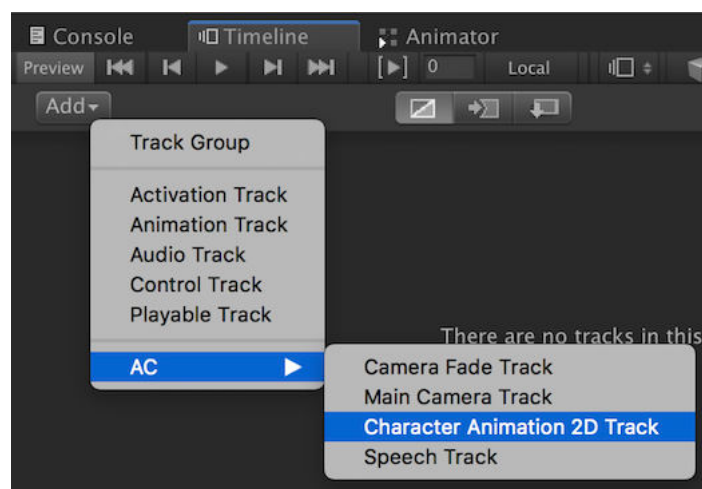 Console Timeline Animator
Preview 0 Local
Add
Track Group
Activation Track
Animation Track
Audio Track
Control Track
Playable Track
There are no tracks in this
AC
Camera Fade Track
Main Camera Track
Character Animation 2D Track
Speech Track